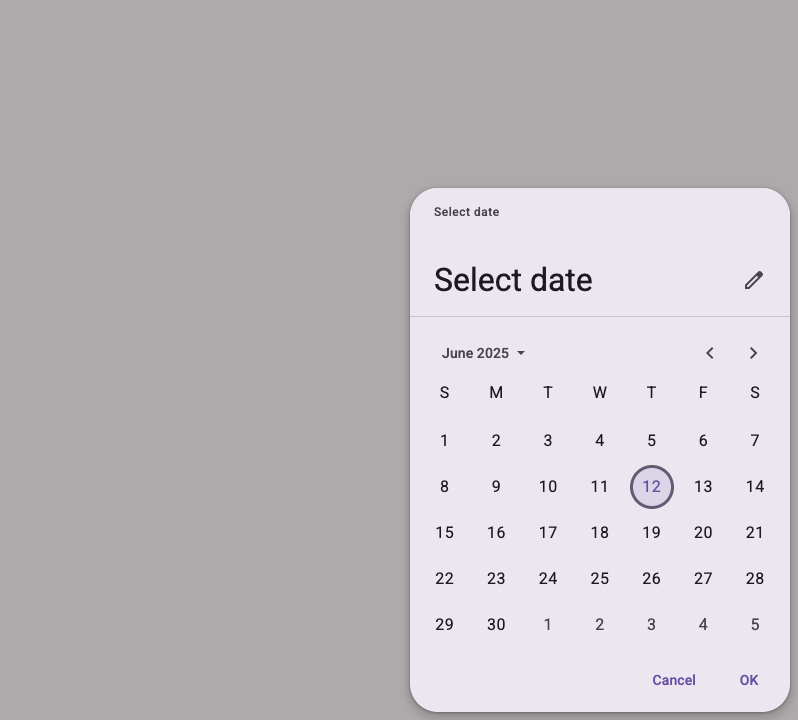 Select date
Select date
June 2025
S M T W T F S
1 2 3 4 5 6 7
8 9 10 11 12 13 14
15 16 17 18 19 20 21
22 23 24 25 26 27 28
29 30 1 2 3 4 5
Cancel OK